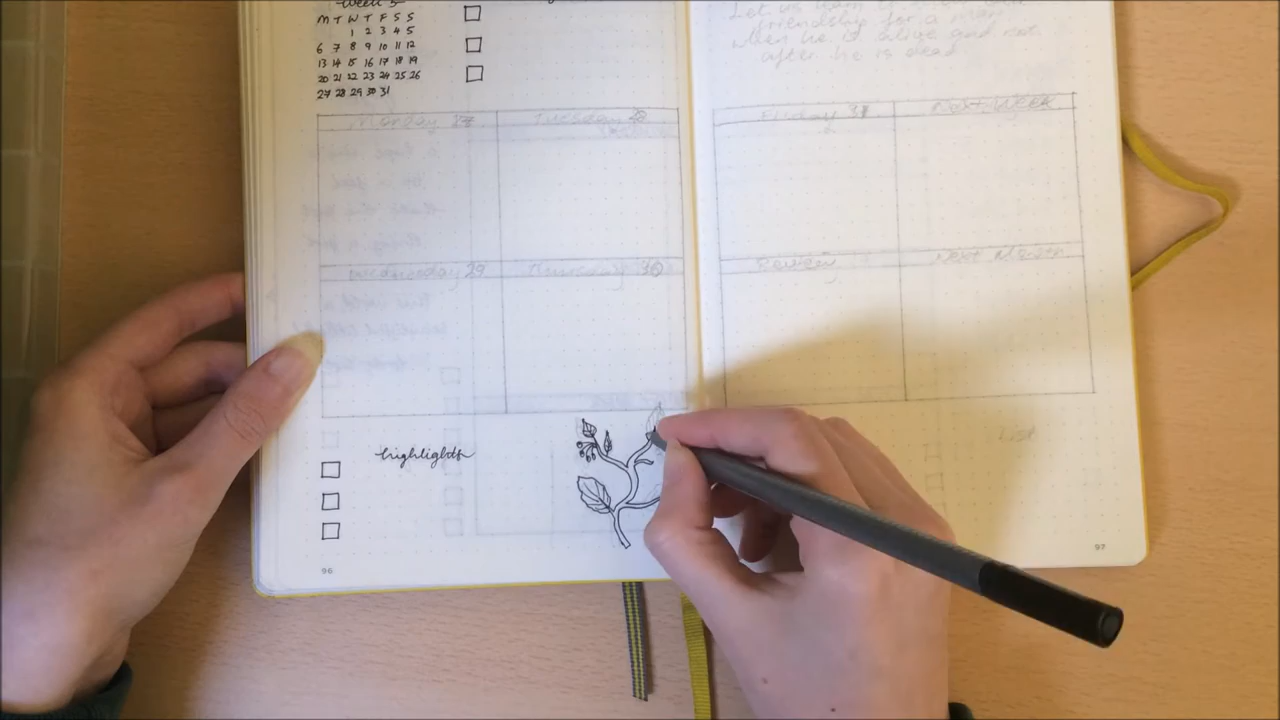 Week 5
M T W T F S S
1 2 3 4 5
6 7 8 9 10 11 12
13 14 15 16 17 18 19
20 21 22 23 24 25 26
27 28 29 30 31
Let us learn
friendship for a man
when he is alive and not
after he is dead
Monday 27
Tuesday 28
Friday 31
Next Week
Wednesday 29
Thursday 30
Review
Next Month
highlights
List
96
97